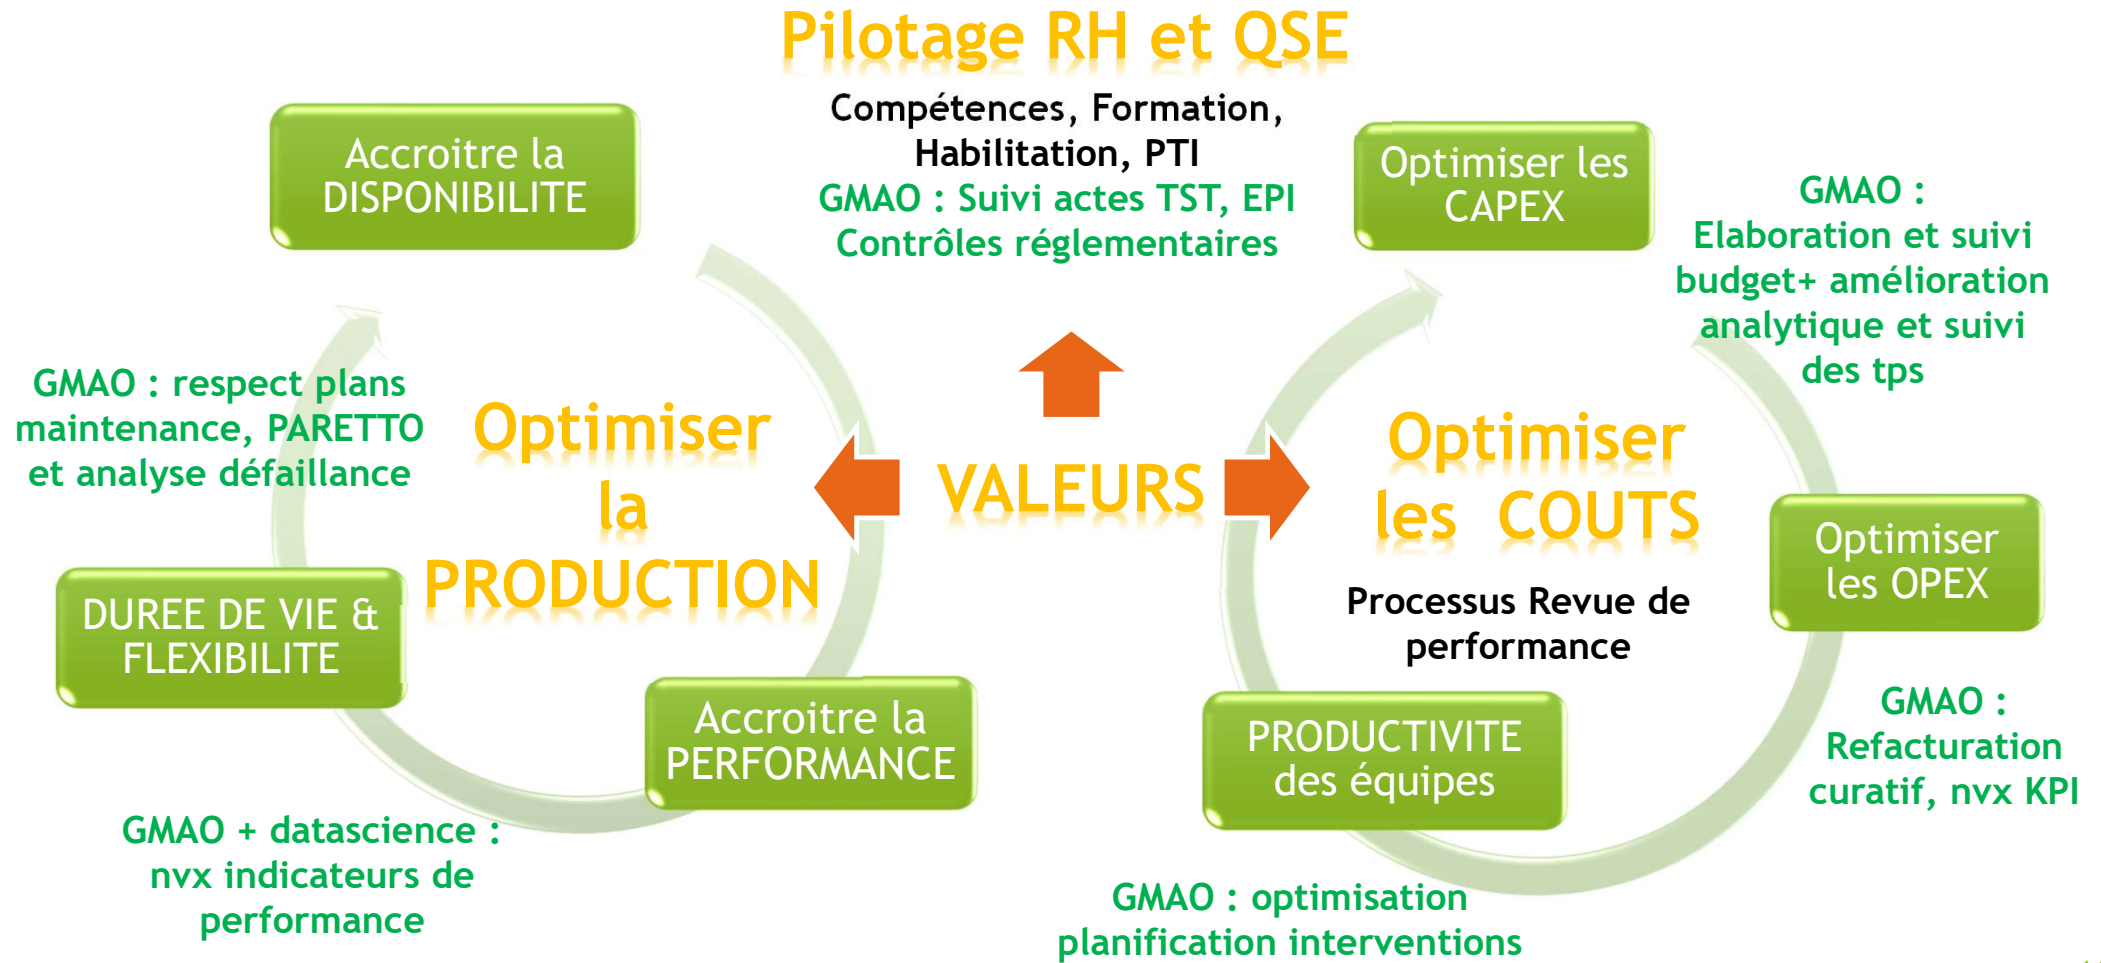 Pilotage RH et QSE
Compétences, Formation,
Habilitation, PTI
GMAO : Suivi actes TST, EPI
Contrôles réglementaires
Accroitre la
DISPONIBILITE
GMAO : respect plans
maintenance, PARETTO
et analyse défaillance
Optimiser
la
PRODUCTION
DUREE DE VIE &
FLEXIBILITE
Accroitre la
PERFORMANCE
GMAO + datascience :
nvx indicateurs de
performance
VALEURS
Optimiser les
CAPEX
GMAO :
Elaboration et suivi
budget+ amélioration
analytique et suivi
des tps
Optimiser
les COUTS
Processus Revue de
performance
Optimiser
les OPEX
GMAO :
Refacturation
curatif, nvx KPI
PRODUCTIVITE
des équipes
GMAO : optimisation
planification interventions